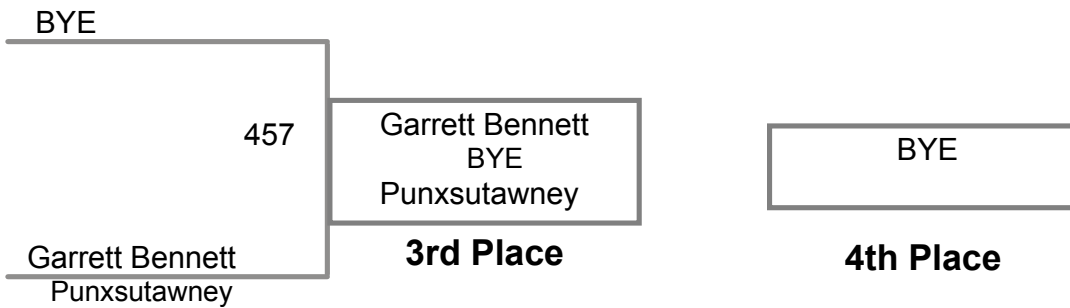 BYE
457
Garrett Bennett
Punxsutawney
Garrett Bennett
BYE
Punxsutawney
3rd Place
BYE
4th Place